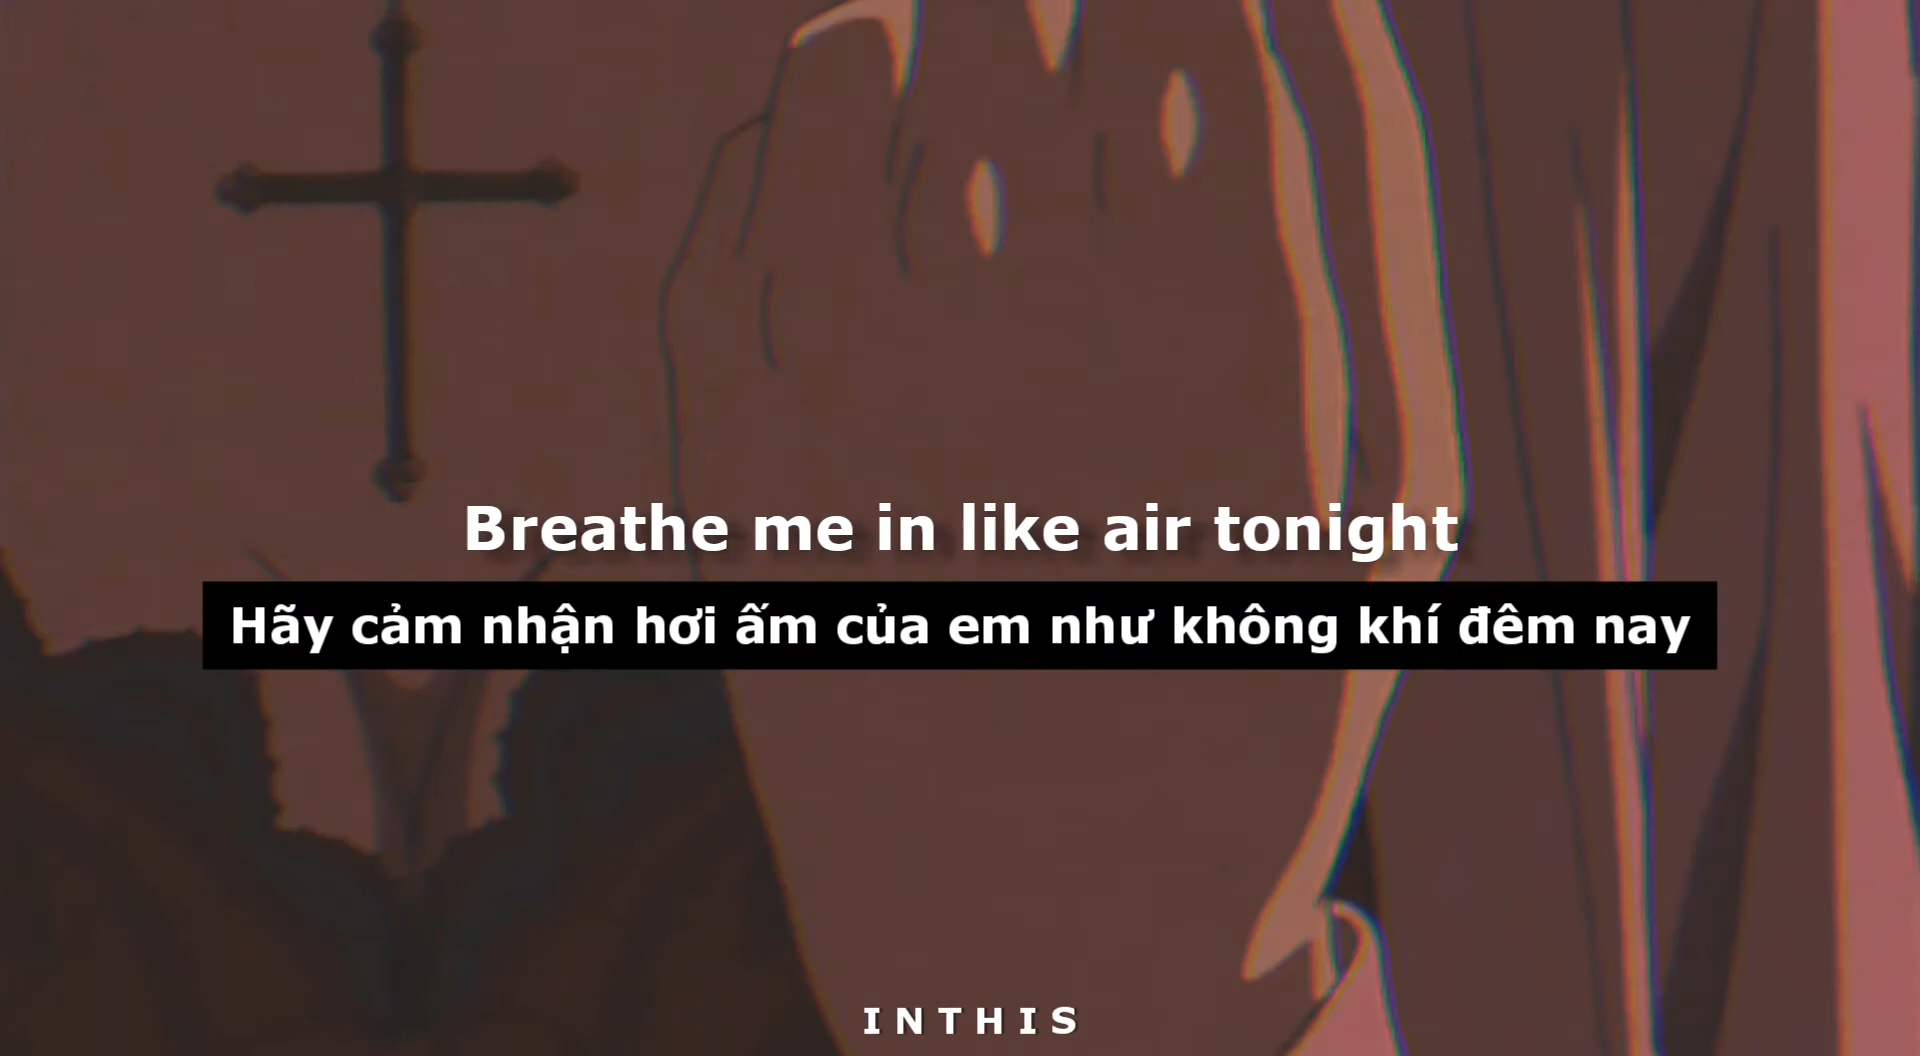 Breathe me in like air tonight
Hãy cảm nhận hơi ấm của em như không khí đêm nay
INTHIS